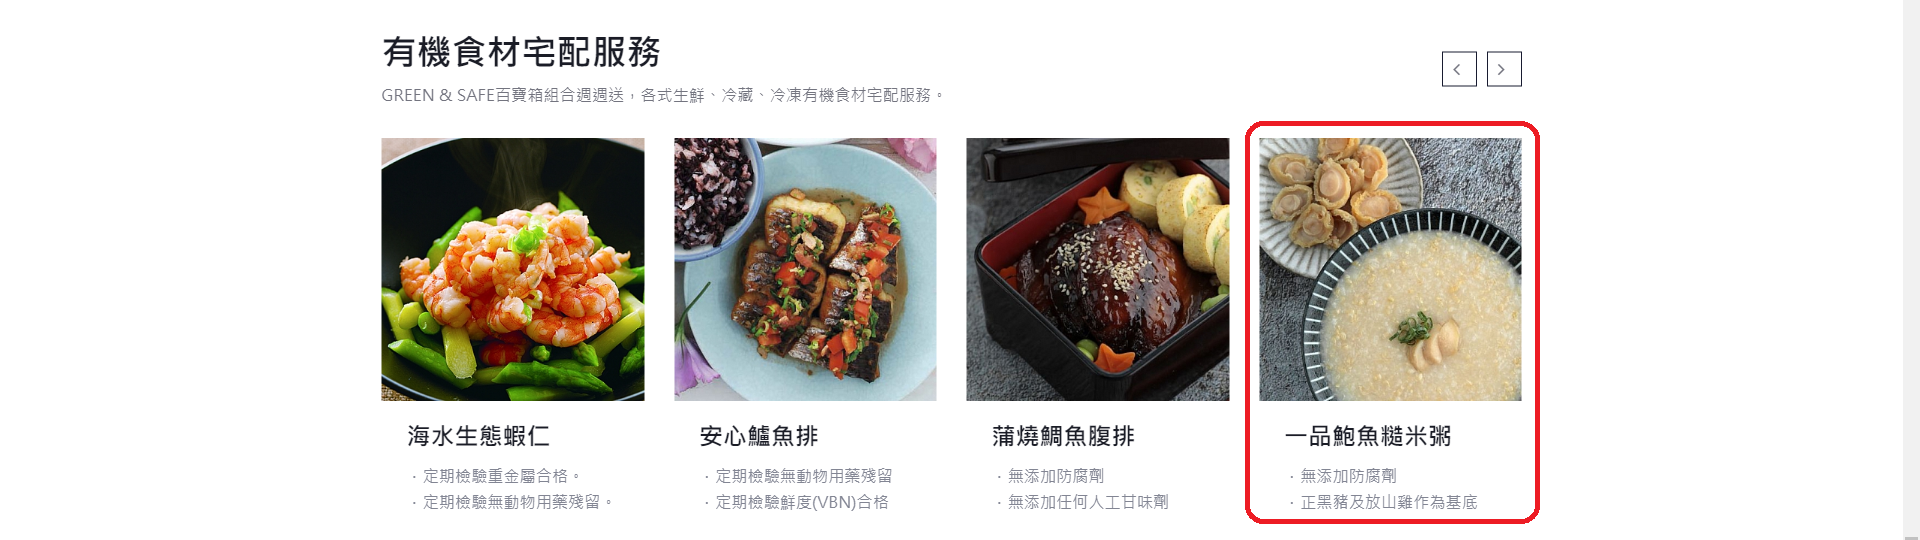 有機食材宅配服務
GREEN & SAFE百寶箱組合週週送，各式生鮮、冷藏、冷凍有機食材宅配服務。
海水生態蝦仁
· 定期檢驗重金屬合格。
· 定期檢驗無動物用藥殘留。
安心鱸魚排
· 定期檢驗無動物用藥殘留
· 定期檢驗鮮度(VBN)合格
蒲燒鯛魚腹排
· 無添加防腐劑
· 無添加任何人工甘味劑
一品鮑魚糙米粥
· 無添加防腐劑
· 正黑豬及放山雞作為基底